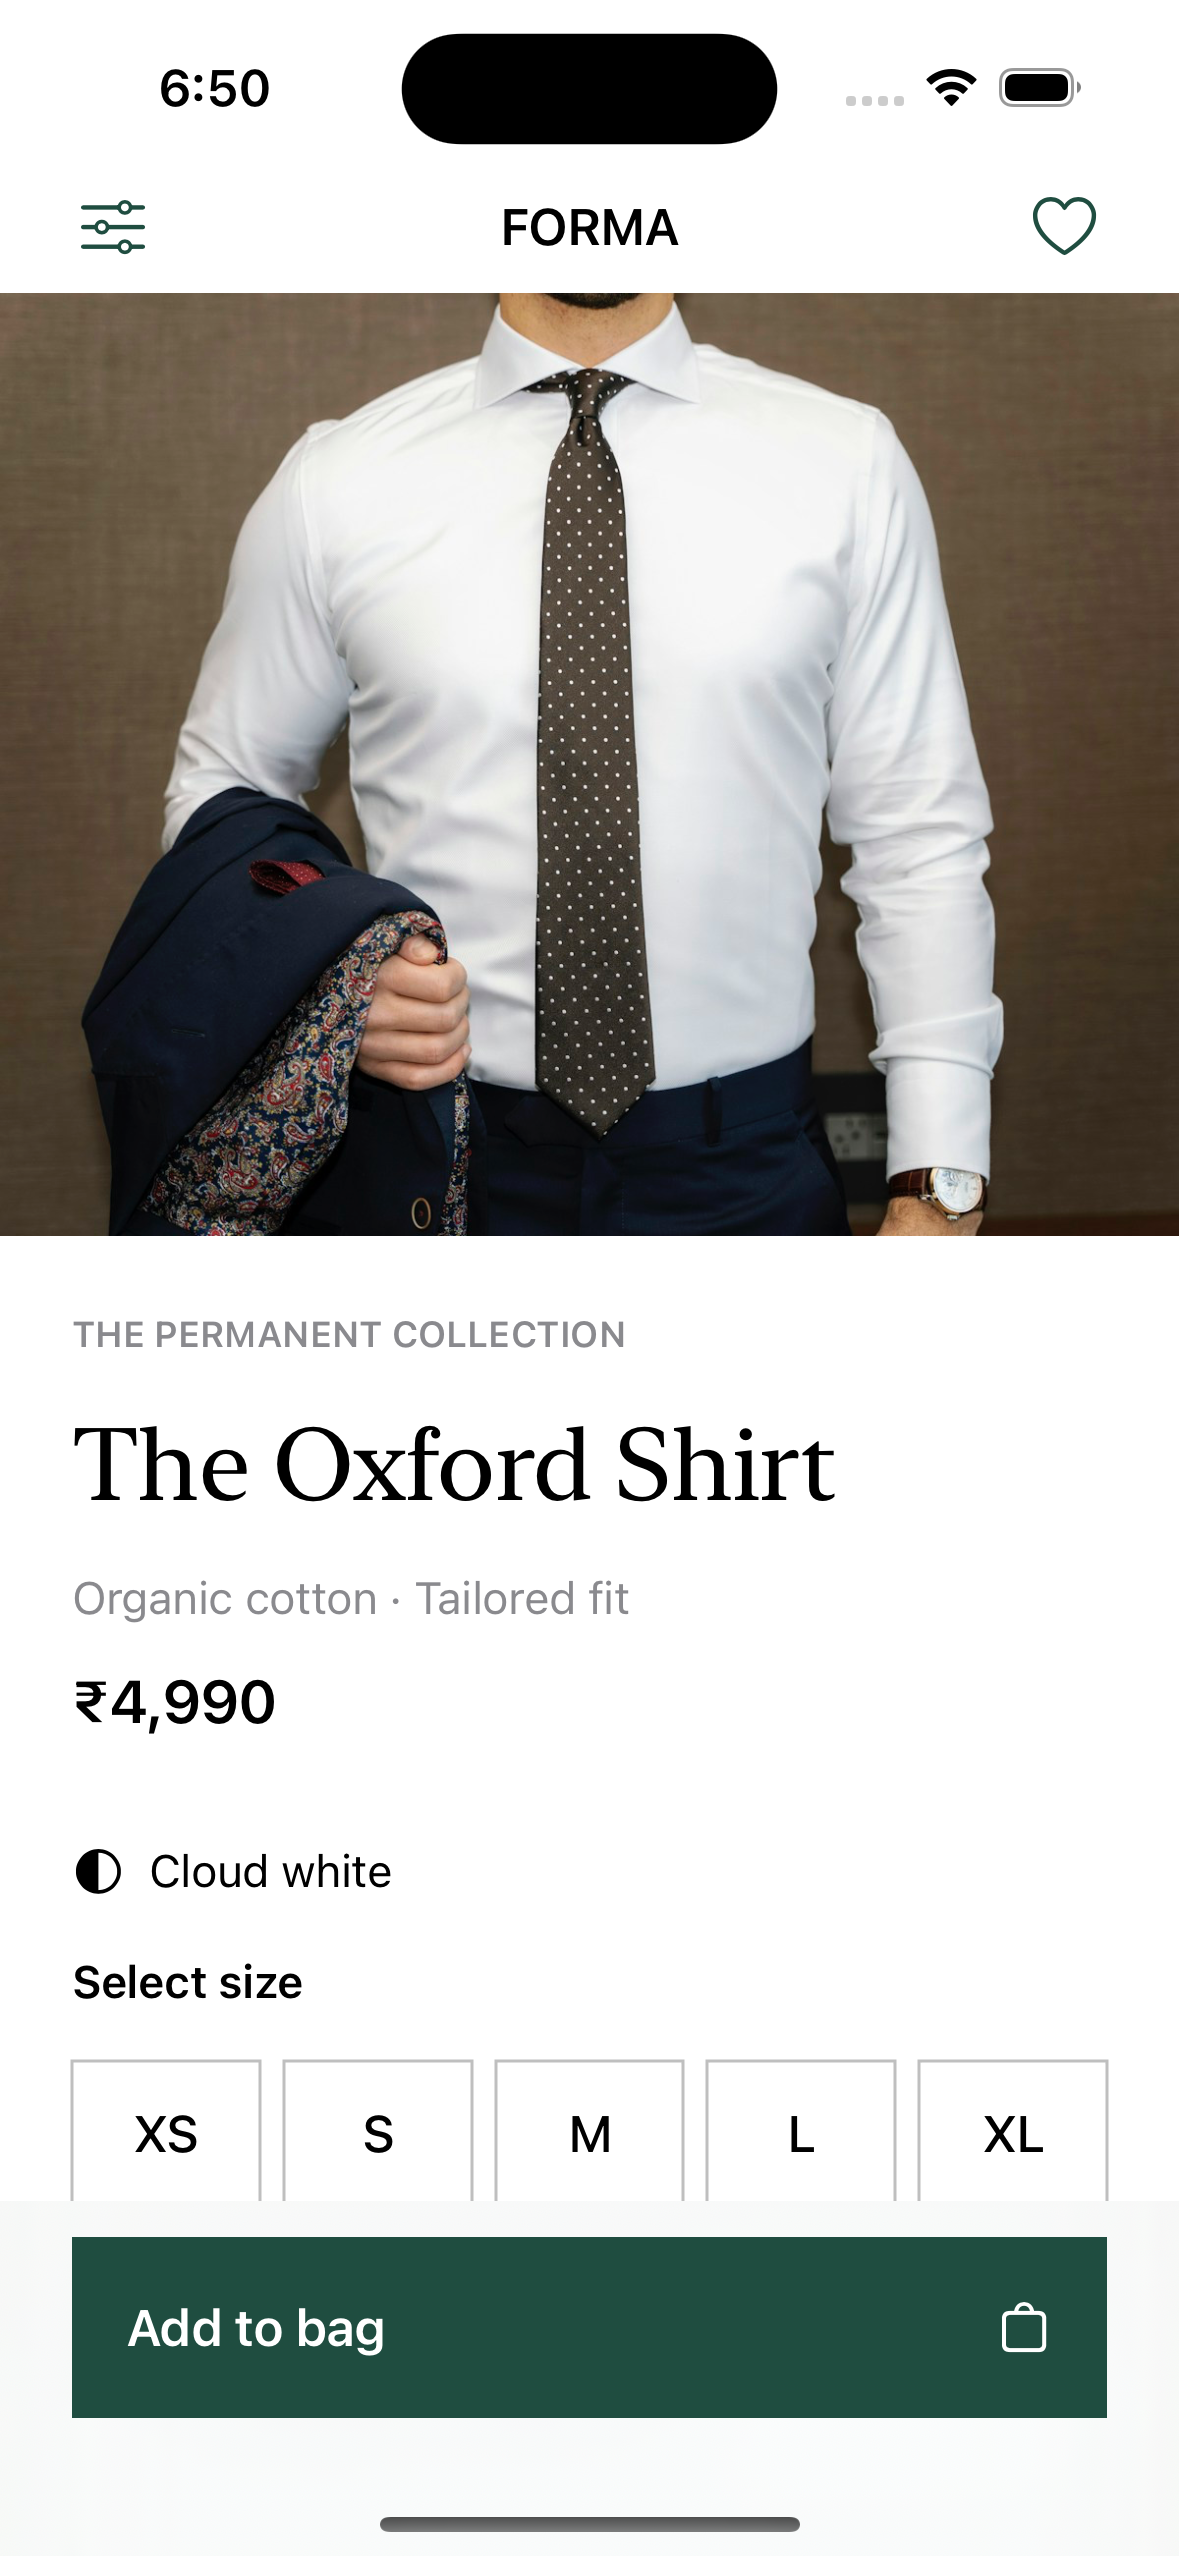 6:50
FORMA
THE PERMANENT COLLECTION
The Oxford Shirt
Organic cotton · Tailored fit
₹4,990
Cloud white
Select size
XS S M L XL
Add to bag